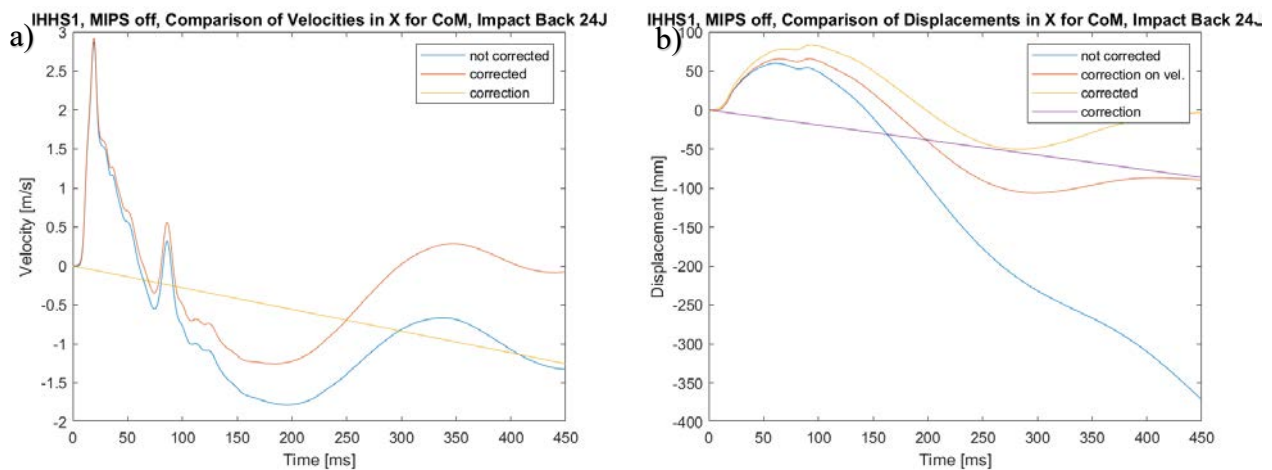 a)
IHHS1, MIPS off, Comparison of Velocities in X for CoM, Impact Back 24J
not corrected
corrected
correction
Velocity [m/s]
3
2.5
2
1.5
1
0.5
0
-0.5
-1
-1.5
-2
0 50 100 150 200 250 300 350 400 450
Time [ms]
b)
IHHS1, MIPS off, Comparison of Displacements in X for CoM, Impact Back 24J
not corrected
correction on vel.
corrected
correction
Displacement [mm]
100
50
0
-50
-100
-150
-200
-250
-300
-350
-400
0 50 100 150 200 250 300 350 400 450
Time [ms]